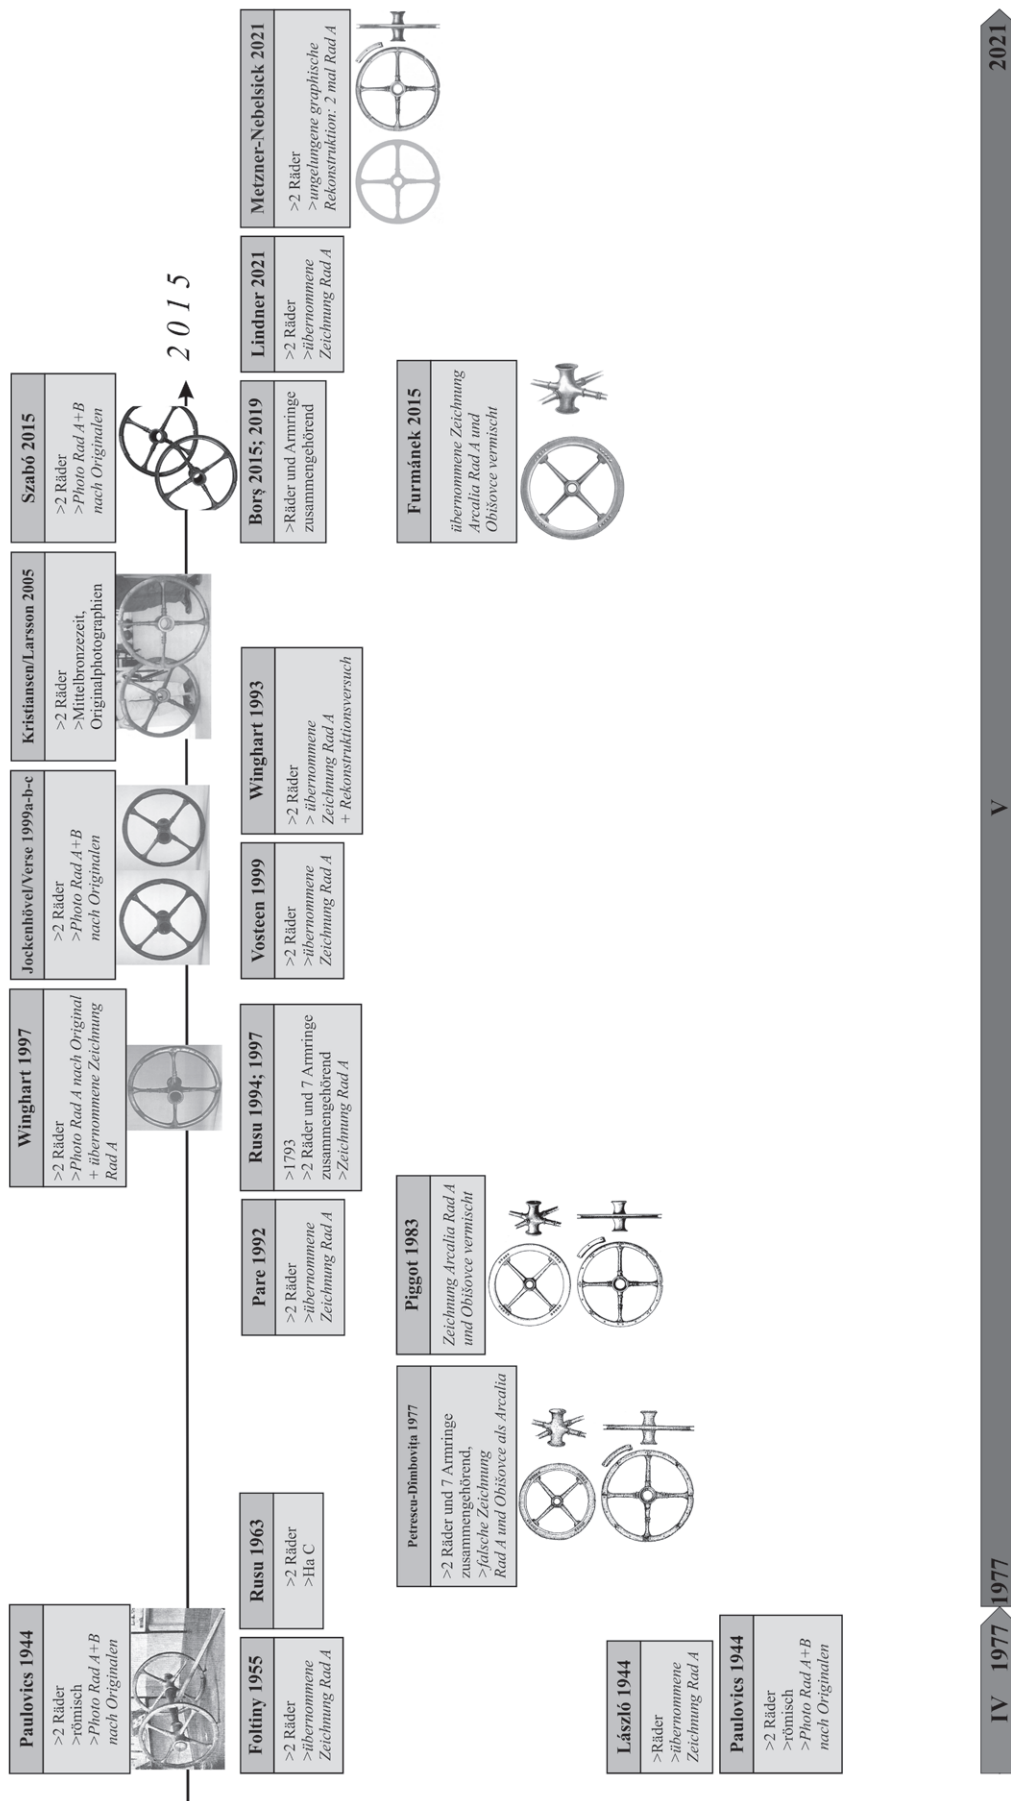 Paulovics 1944
>2 Räder
>römisch
>Photo Rad A+B
nach Originalen
Winghart 1997
>2 Räder
>Photo Rad A nach Original
+ übernommene Zeichnung
Rad A
Jockenhövel/Verse 1999a-b-c
>2 Räder
>Photo Rad A+B
nach Originalen
Kristiansen/Larsson 2005
>2 Räder
>Mittelbronzezeit,
Originalphotographien
Szabó 2015
>2 Räder
>Photo Rad A+B
nach Originalen
2015
Foltiny 1955
>2 Räder
>übernommene
Zeichnung Rad A
Rusu 1963
>2 Räder
>Ha C
Pare 1992
>2 Räder
>übernommene
Zeichnung Rad A
Rusu 1994; 1997
>1793
>2 Räder und 7 Armringe
zusammengehörend
>Zeichnung Rad A
Vosteen 1999
>2 Räder
>übernommene
Zeichnung Rad A
Winghart 1993
>2 Räder
> übernommene
Zeichnung Rad A
+ Rekonstruktionsversuch
Borş 2015; 2019
>Räder und Armringe
zusammengehörend
Lindner 2021
>2 Räder
>übernommene
Zeichnung Rad A
Metzner-Nebelsick 2021
>2 Räder
>ungelungene graphische
Rekonstruktion: 2 mal Rad A
Petrescu-Dîmbovița 1977
>2 Räder und 7 Armringe
zusammengehörend,
>falsche Zeichnung
Rad A und Obišovce als Arcalia
Piggot 1983
Zeichnung Arcalia Rad A
und Obišovce vermischt
Furmánek 2015
übernommene Zeichnung
Arcalia Rad A und
Obišovce vermischt
László 1944
>Räder
>übernommene
Zeichnung Rad A
Paulovics 1944
>2 Räder
>römisch
>Photo Rad A+B
nach Originalen
IV 1977 1977 V 2021